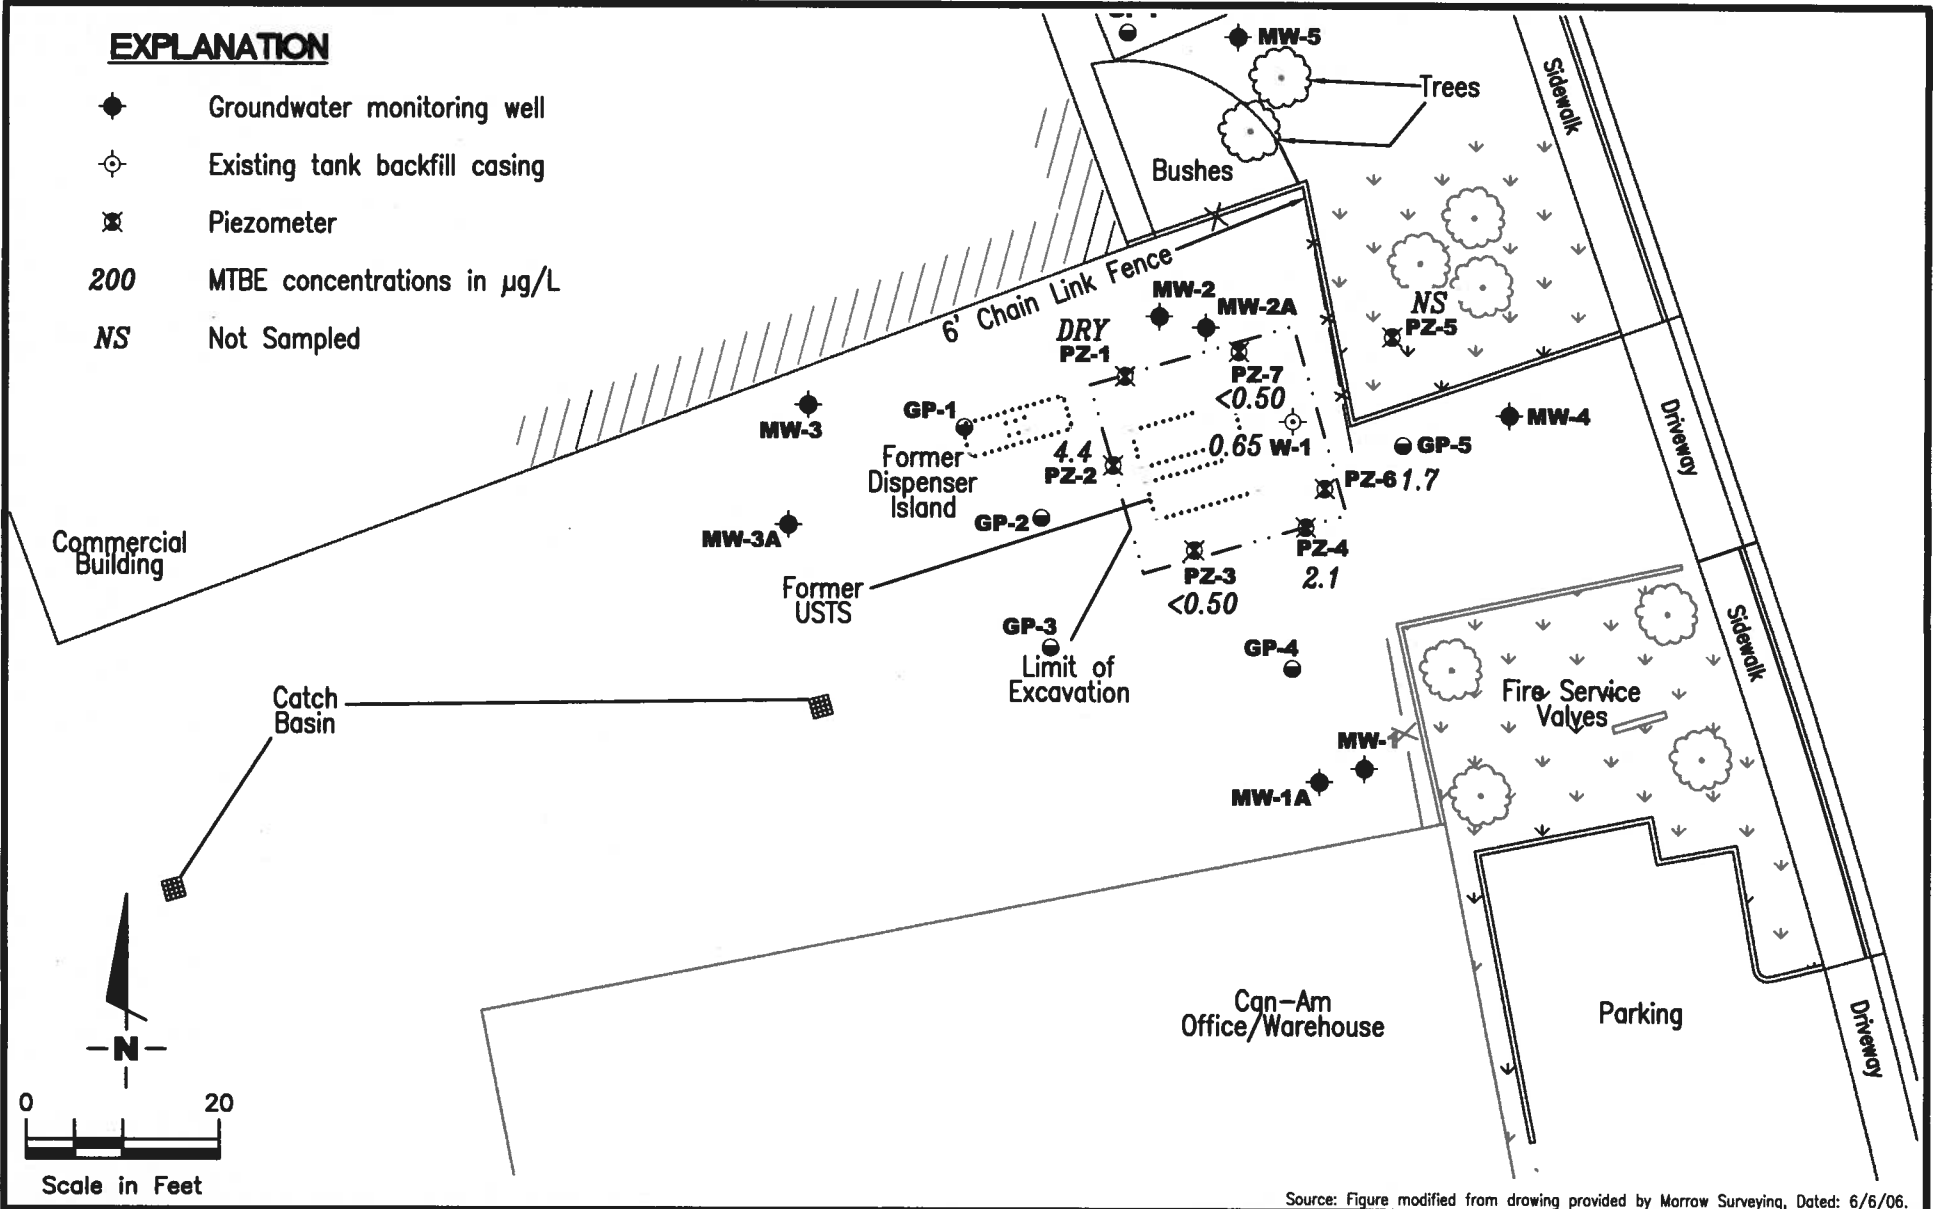 EXPLANATION
Groundwater monitoring well
Existing tank backfill casing
Piezometer
200 MTBE concentrations in µg/L
NS Not Sampled
MW-5
Trees
Sidewalk
Bushes
6' Chain Link Fence
MW-2
MW-2A
DRY
PZ-1
NS
PZ-5
PZ-7
<0.50
MW-3
GP-1
Former
Dispenser
Island
4.4
PZ-2
0.65 W-1
GP-5
MW-4
Driveway
PZ-6 1.7
GP-2
MW-3A
Commercial
Building
PZ-4
2.1
PZ-3
<0.50
Former
USTS
GP-3
Limit of
Excavation
GP-4
Sidewalk
Fire Service
Valves
Catch
Basin
MW-1
MW-1A
Can-Am
Office/Warehouse
Parking
Driveway
N
0 20
Scale in Feet
Source: Figure modified from drawing provided by Morrow Surveying, Dated: 6/6/06.